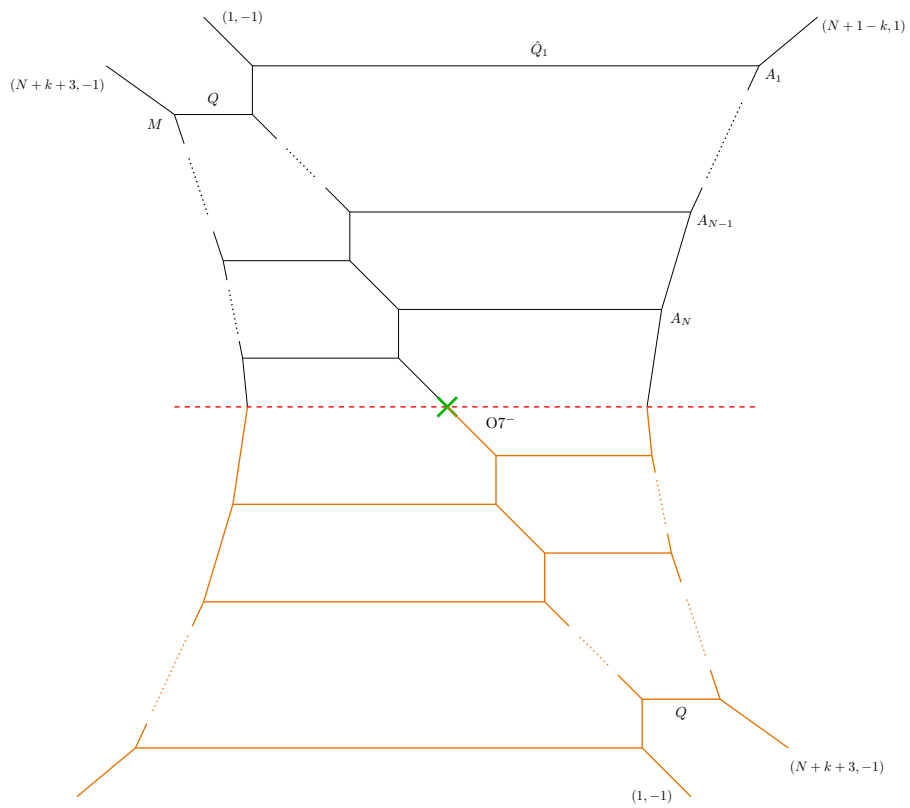 (1, −1)
(N + 1 − k, 1)
Q̂₁
A₁
(N + k + 3, −1)
Q
M
A_{N−1}
A_N
O7⁻
Q
(N + k + 3, −1)
(1, −1)